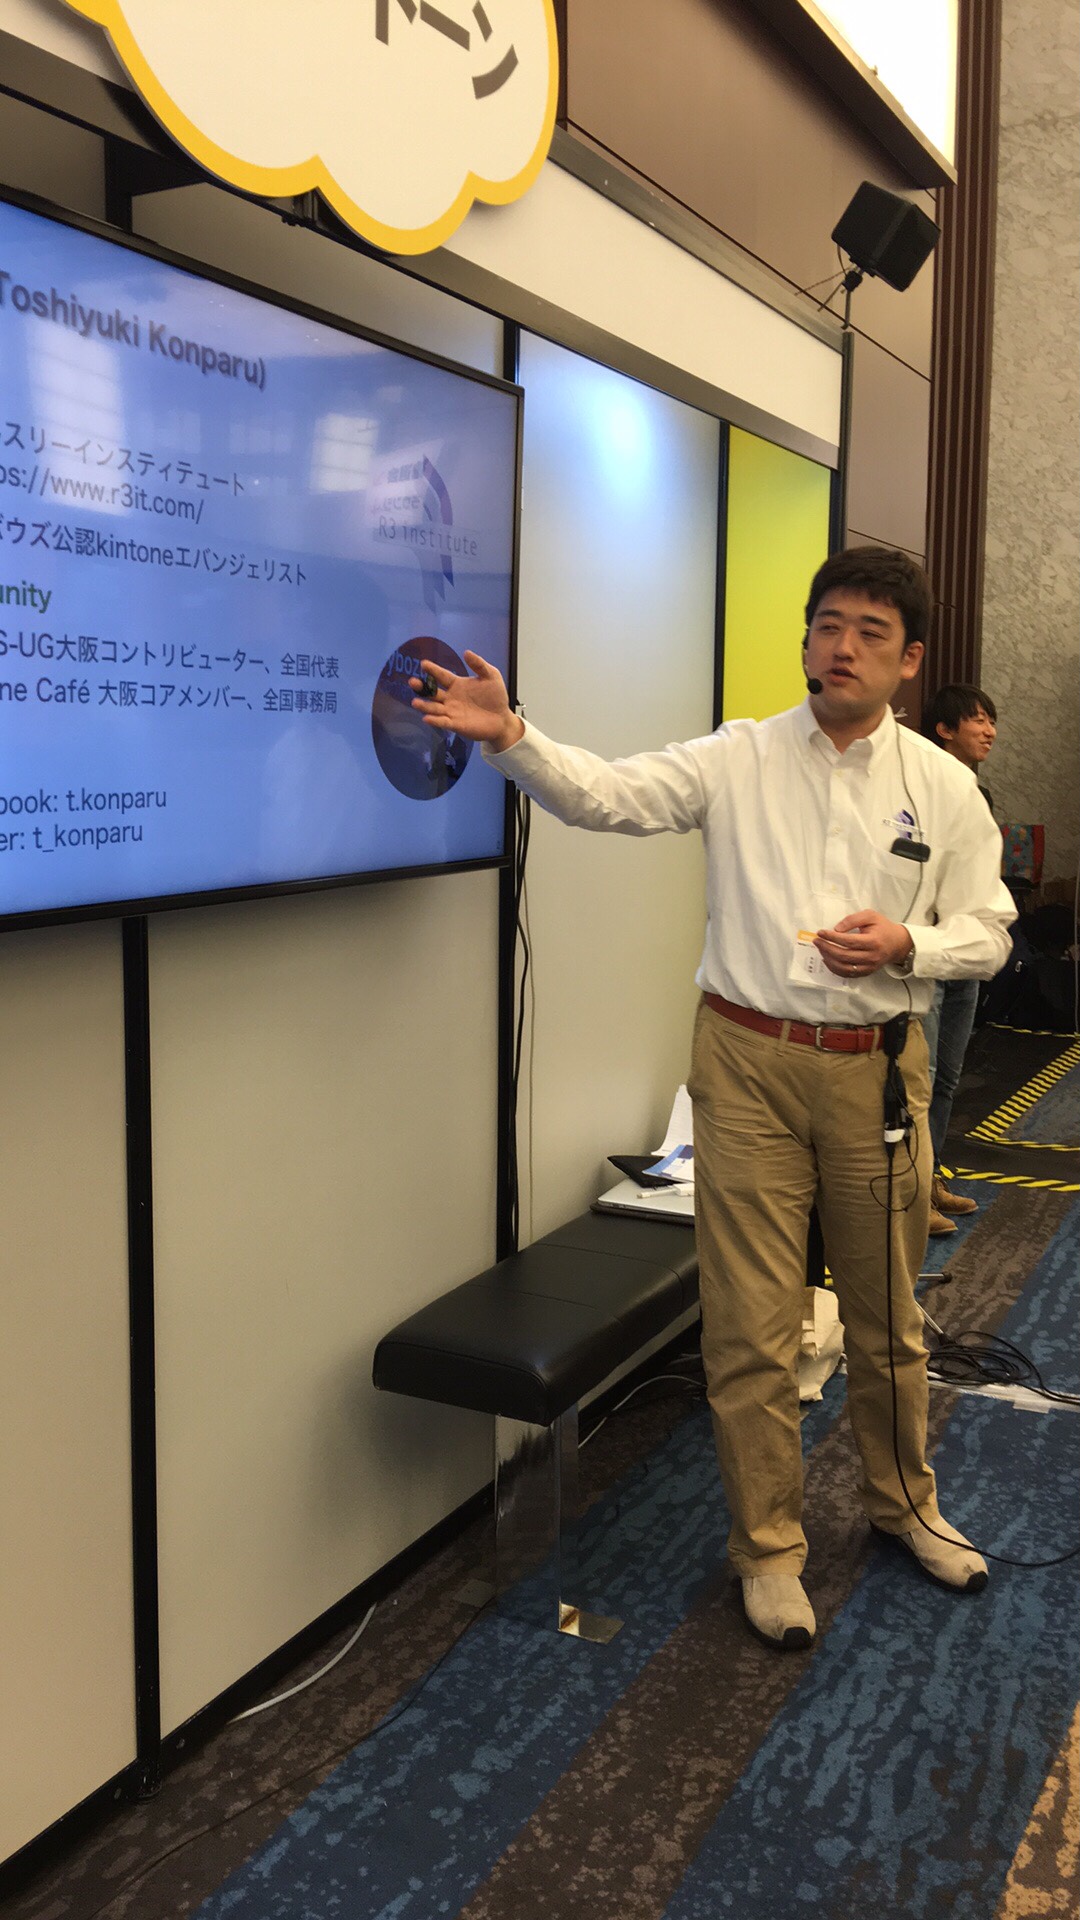 トーン
Toshiyuki Konparu)
スリーインスティテュート
ps://www.r3it.com/
ボウズ公認kintoneエバンジェリスト
R3 institute
unity
S-UG大阪コントリビューター、全国代表
ne Café 大阪コアメンバー、全国事務局
yboz
book: t.konparu
er: t_konparu